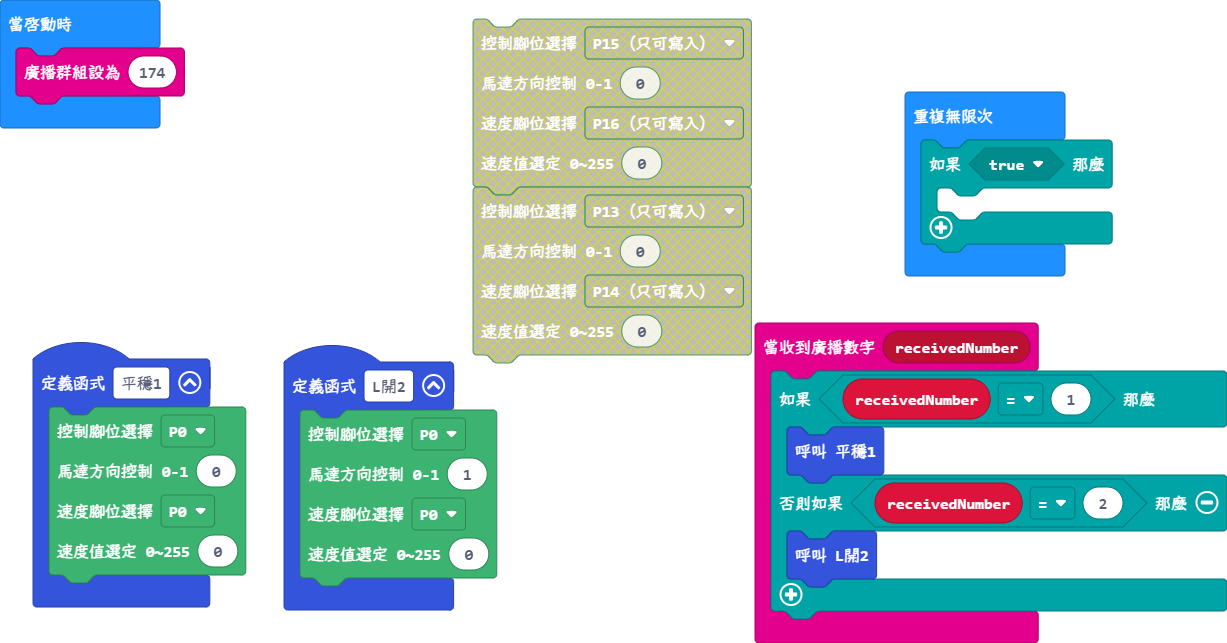 當啓動時
廣播群組設為 174
控制腳位選擇 P15 (只可寫入)
馬達方向控制 0-1 0
速度腳位選擇 P16 (只可寫入)
速度值選定 0~255 0
控制腳位選擇 P13 (只可寫入)
馬達方向控制 0-1 0
速度腳位選擇 P14 (只可寫入)
速度值選定 0~255 0
重複無限次
如果 true 那麼
定義函式 平穩1
控制腳位選擇 P0
馬達方向控制 0-1 0
速度腳位選擇 P0
速度值選定 0~255 0
定義函式 L開2
控制腳位選擇 P0
馬達方向控制 0-1 1
速度腳位選擇 P0
速度值選定 0~255 0
當收到廣播數字 receivedNumber
如果 receivedNumber = 1 那麼
呼叫 平穩1
否則如果 receivedNumber = 2 那麼
呼叫 L開2